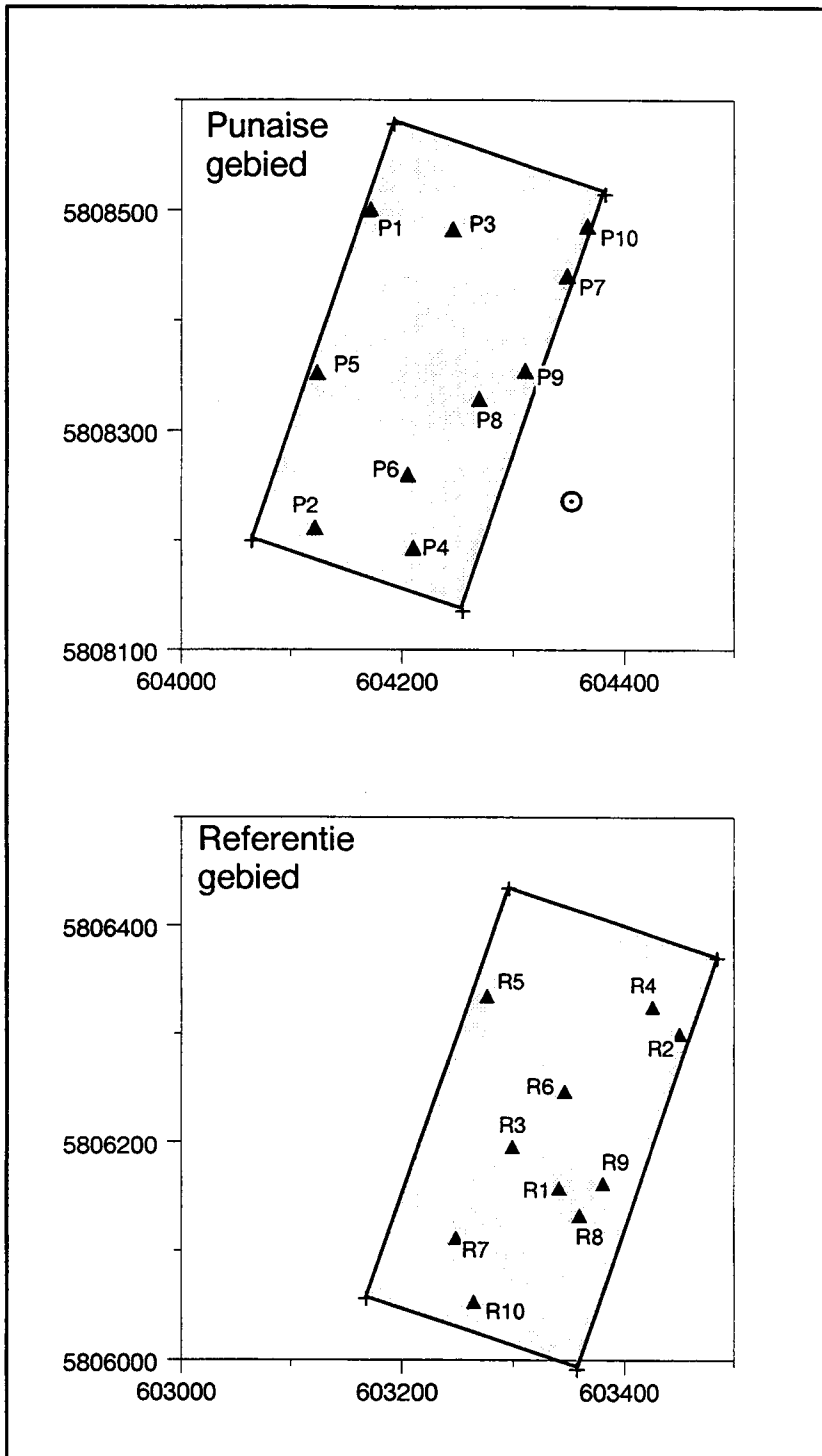 Punaise
gebied
5808500
P1
P3
P10
P7
P5
P9
P8
5808300
P6
P2
P4
5808100
604000
604200
604400
Referentie
gebied
5806400
R5
R4
R2
R6
R3
5806200
R9
R1
R8
R7
R10
5806000
603000
603200
603400